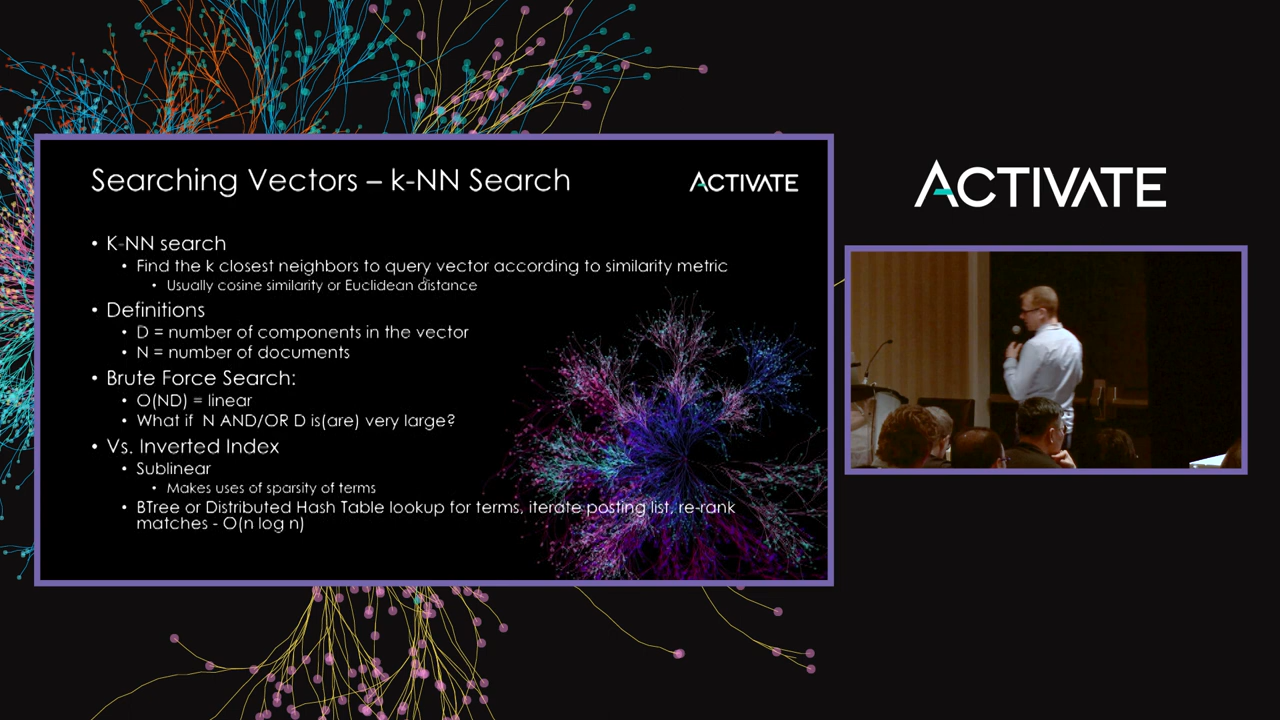 Searching Vectors – k-NN Search
ACTIVATE
• K-NN search
• Find the k closest neighbors to query vector according to similarity metric
• Usually cosine similarity or Euclidean distance
• Definitions
• D = number of components in the vector
• N = number of documents
• Brute Force Search:
• O(ND) = linear
• What if N AND/OR D is(are) very large?
• Vs. Inverted Index
• Sublinear
• Makes uses of sparsity of terms
• BTree or Distributed Hash Table lookup for terms, iterate posting list, re-rank
matches - O(n log n)
ACTIVATE